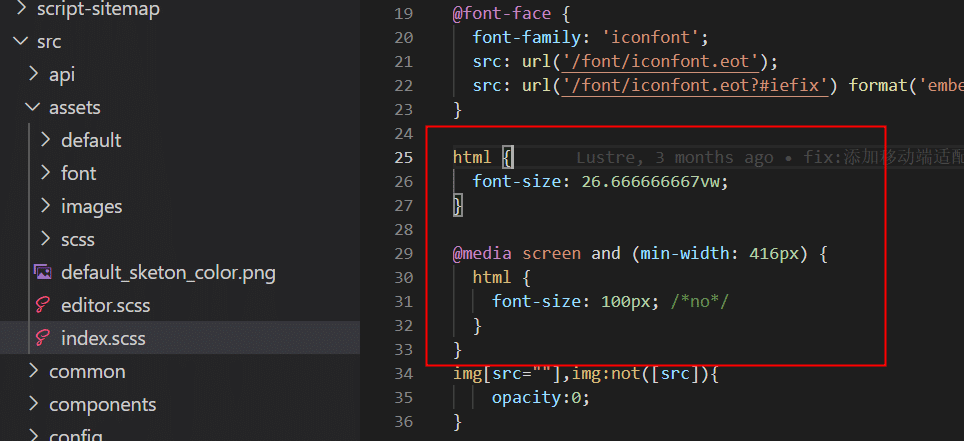 script-sitemap
src
api
assets
default
font
images
scss
default_sketon_color.png
editor.scss
index.scss
common
components
config
19 @font-face {
20 font-family: 'iconfont';
21 src: url('/font/iconfont.eot');
22 src: url('/font/iconfont.eot?#iefix') format('embe
23 }
24
25 html { Lustre, 3 months ago • fix:添加移动端适配
26 font-size: 26.666666667vw;
27 }
28
29 @media screen and (min-width: 416px) {
30 html {
31 font-size: 100px; /*no*/
32 }
33 }
34 img[src=""],img:not([src]){
35 opacity:0;
36 }